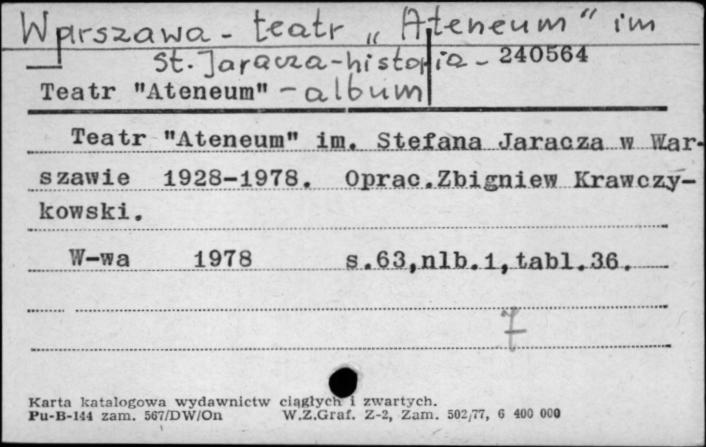 Warszawa - teatr „Ateneum" im
St. Jaracza - historia - 240564
Teatr "Ateneum" - album
Teatr "Ateneum" im. Stefana Jaracza w War-
szawie 1928-1978. Oprac.Zbigniew Krawczy-
kowski.
W-wa 1978 s.63,nlb.1,tabl.36.
7
Karta katalogowa wydawnictw ciągłych i zwartych.
Pu-B-144 zam. 567/DW/On W.Z.Graf. Z-2, Zam. 502/77, 6 400 000